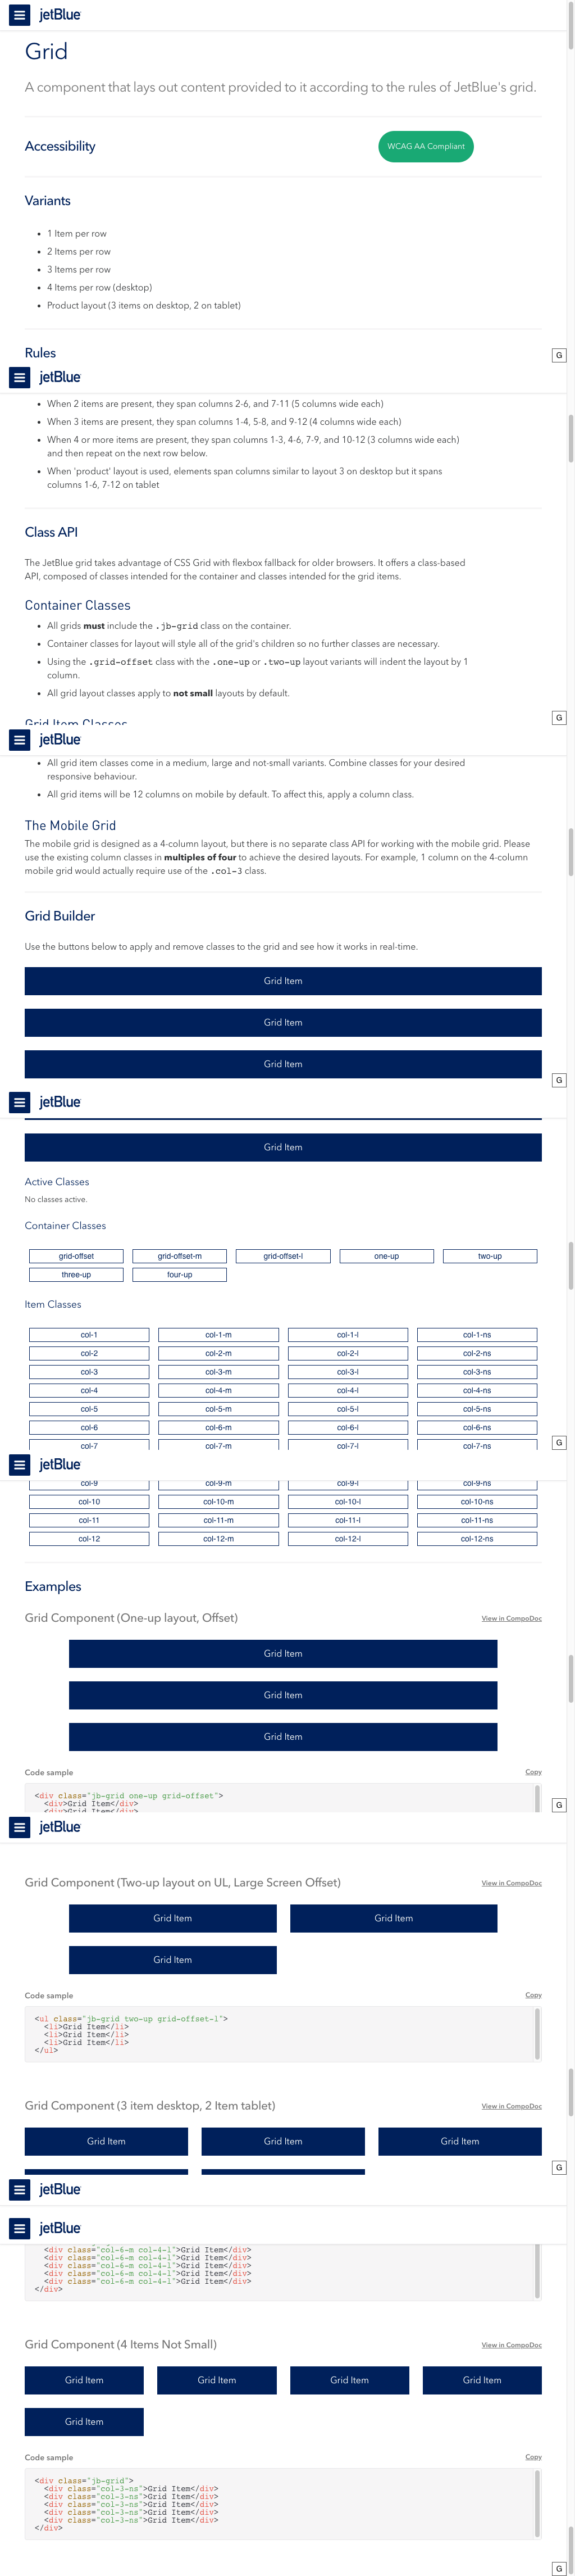 jetBlue
Grid
A component that lays out content provided to it according to the rules of JetBlue's grid.
Accessibility
WCAG AA Compliant
Variants
1 Item per row
2 Items per row
3 Items per row
4 Items per row (desktop)
Product layout (3 items on desktop, 2 on tablet)
Rules
G
jetBlue
When 2 items are present, they span columns 2-6, and 7-11 (5 columns wide each)
When 3 items are present, they span columns 1-4, 5-8, and 9-12 (4 columns wide each)
When 4 or more items are present, they span columns 1-3, 4-6, 7-9, and 10-12 (3 columns wide each)
and then repeat on the next row below.
When 'product' layout is used, elements span columns similar to layout 3 on desktop but it spans
columns 1-6, 7-12 on tablet
Class API
The JetBlue grid takes advantage of CSS Grid with flexbox fallback for older browsers. It offers a class-based
API, composed of classes intended for the container and classes intended for the grid items.
Container Classes
All grids must include the .jb-grid class on the container.
Container classes for layout will style all of the grid's children so no further classes are necessary.
Using the .grid-offset class with the .one-up or .two-up layout variants will indent the layout by 1
column.
All grid layout classes apply to not small layouts by default.
Grid Item Classes
G
jetBlue
All grid item classes come in a medium, large and not-small variants. Combine classes for your desired
responsive behaviour.
All grid items will be 12 columns on mobile by default. To affect this, apply a column class.
The Mobile Grid
The mobile grid is designed as a 4-column layout, but there is no separate class API for working with the mobile grid. Please
use the existing column classes in multiples of four to achieve the desired layouts. For example, 1 column on the 4-column
mobile grid would actually require use of the .col-3 class.
Grid Builder
Use the buttons below to apply and remove classes to the grid and see how it works in real-time.
Grid Item
Grid Item
Grid Item
G
jetBlue
Grid Item
Active Classes
No classes active.
Container Classes
grid-offset grid-offset-m grid-offset-l one-up two-up
three-up four-up
Item Classes
col-1 col-1-m col-1-l col-1-ns
col-2 col-2-m col-2-l col-2-ns
col-3 col-3-m col-3-l col-3-ns
col-4 col-4-m col-4-l col-4-ns
col-5 col-5-m col-5-l col-5-ns
col-6 col-6-m col-6-l col-6-ns
col-7 col-7-m col-7-l col-7-ns
G
jetBlue
col-9 col-9-m col-9-l col-9-ns
col-10 col-10-m col-10-l col-10-ns
col-11 col-11-m col-11-l col-11-ns
col-12 col-12-m col-12-l col-12-ns
Examples
Grid Component (One-up layout, Offset) View in CompoDoc
Grid Item
Grid Item
Grid Item
Code sample Copy
<div class="jb-grid one-up grid-offset">
<div>Grid Item</div>
<div>Grid Item</div>
G
jetBlue
Grid Component (Two-up layout on UL, Large Screen Offset) View in CompoDoc
Grid Item Grid Item
Grid Item
Code sample Copy
<ul class="jb-grid two-up grid-offset-l">
<li>Grid Item</li>
<li>Grid Item</li>
<li>Grid Item</li>
</ul>
Grid Component (3 item desktop, 2 Item tablet) View in CompoDoc
Grid Item Grid Item Grid Item
G
jetBlue
jetBlue
<div class="col-6-m col-4-l">Grid Item</div>
<div class="col-6-m col-4-l">Grid Item</div>
<div class="col-6-m col-4-l">Grid Item</div>
<div class="col-6-m col-4-l">Grid Item</div>
<div class="col-6-m col-4-l">Grid Item</div>
</div>
Grid Component (4 Items Not Small) View in CompoDoc
Grid Item Grid Item Grid Item Grid Item
Grid Item
Code sample Copy
<div class="jb-grid">
<div class="col-3-ns">Grid Item</div>
<div class="col-3-ns">Grid Item</div>
<div class="col-3-ns">Grid Item</div>
<div class="col-3-ns">Grid Item</div>
<div class="col-3-ns">Grid Item</div>
</div>
G